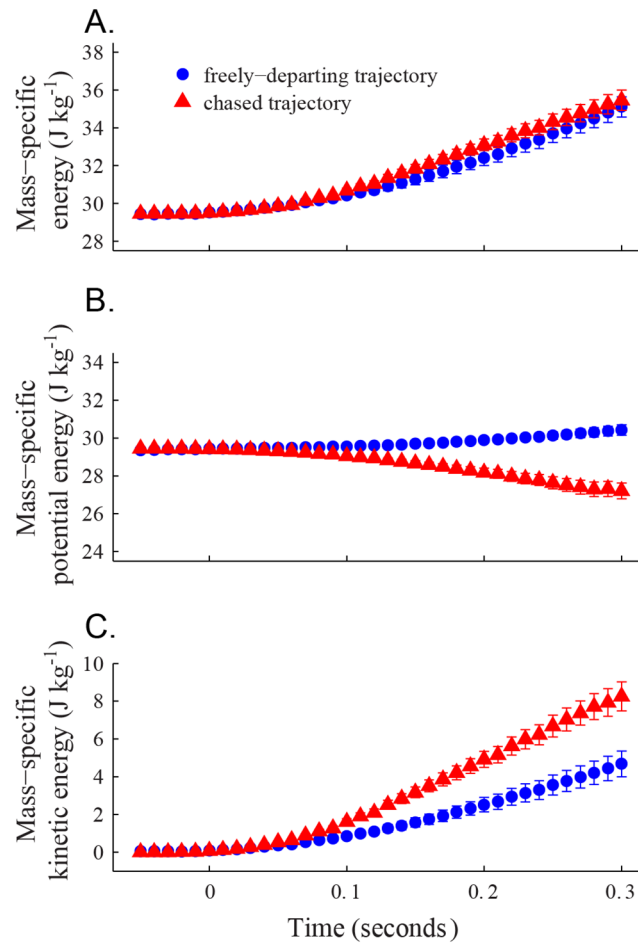 A.
Mass−specific
energy (J kg⁻¹)
38
36
34
32
30
28
freely−departing trajectory
chased trajectory
B.
Mass−specific
potential energy (J kg⁻¹)
34
32
30
28
26
24
C.
Mass−specific
kinetic energy (J kg⁻¹)
10
8
6
4
2
0
0
0.1
0.2
0.3
Time (seconds)